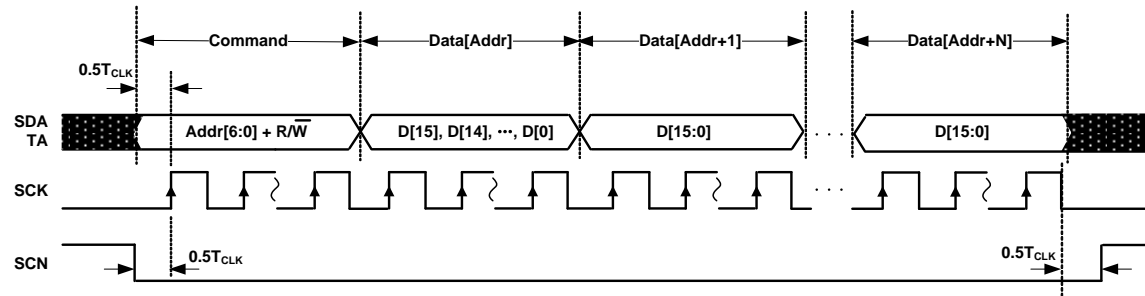 Command
Data[Addr]
Data[Addr+1]
Data[Addr+N]
0.5TCLK
SDA
TA
Addr[6:0] + R/W̅
D[15], D[14], ···, D[0]
D[15:0]
· · · ·
D[15:0]
SCK
· · ·
0.5TCLK
0.5TCLK
SCN